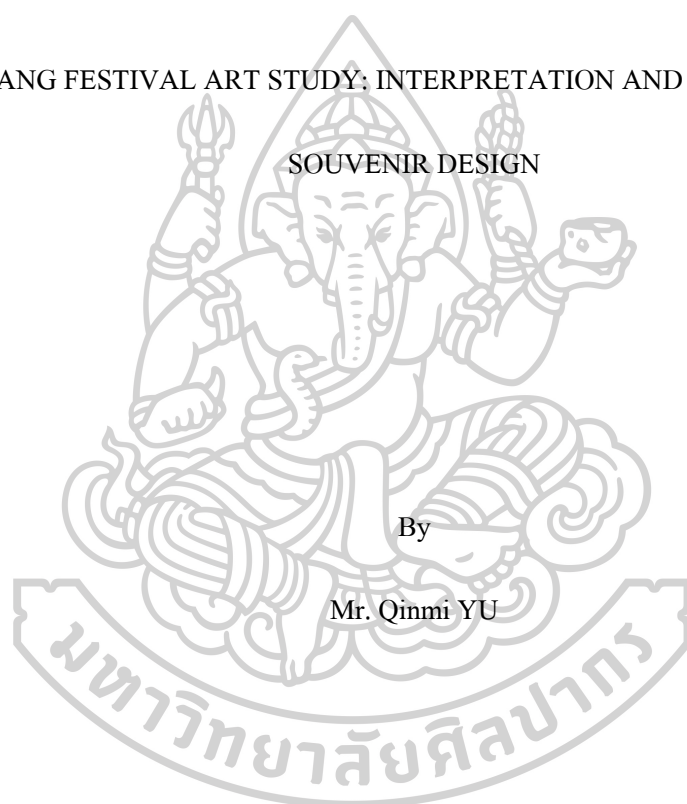 ANG FESTIVAL ART STUDY: INTERPRETATION AND
SOUVENIR DESIGN
By
Mr. Qinmi YU
มหาวิทยาลัยศิลปากร